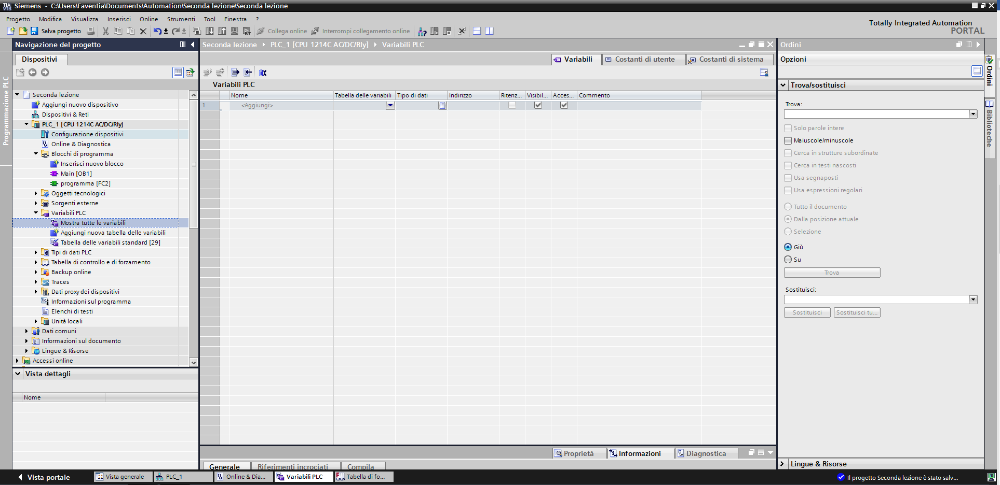 Siemens - C:\Users\Faventia\Documents\Automation\Seconda lezione\Seconda lezione
Progetto Modifica Visualizza Inserisci Online Strumenti Tool Finestra ?
Totally Integrated Automation
PORTAL
Salva progetto Collega online Interrompi collegamento online
Navigazione del progetto
Seconda lezione PLC_1 [CPU 1214C AC/DC/Rly] Variabili PLC
Ordini
Dispositivi
Variabili Costanti di utente Costanti di sistema
Opzioni
Programmazione PLC
Ordini
Biblioteche
Variabili PLC
Nome Tabella delle variabili Tipo di dati Indirizzo Ritenz... Visibil... Acces... Commento
1 <Aggiungi>
Seconda lezione
Aggiungi nuovo dispositivo
Dispositivi & Reti
PLC_1 [CPU 1214C AC/DC/Rly]
Configurazione dispositivi
Online & Diagnostica
Blocchi di programma
Inserisci nuovo blocco
Main [OB1]
programma [FC2]
Oggetti tecnologici
Sorgenti esterne
Variabili PLC
Mostra tutte le variabili
Aggiungi nuova tabella delle variabili
Tabella delle variabili standard [29]
Tipi di dati PLC
Tabella di controllo e di forzamento
Backup online
Traces
Dati proxy dei dispositivi
Informazioni sul programma
Elenchi di testi
Unità locali
Dati comuni
Informazioni sul documento
Lingue & Risorse
Accessi online
Vista dettagli
Nome
Trova/sostituisci
Trova:
Solo parole intere
Maiuscole/minuscole
Cerca in strutture subordinate
Cerca in testi nascosti
Usa segnaposti
Usa espressioni regolari
Tutto il documento
Dalla posizione attuale
Selezione
Giù
Su
Trova
Sostituisci:
Sostituisci Sostituisci tu...
Lingue & Risorse
Proprietà Informazioni Diagnostica
Generale Riferimenti incrociati Compila
Vista portale Vista generale PLC_1 Online & Dia... Variabili PLC Tabella di fo...
Il progetto Seconda lezione è stato salv...